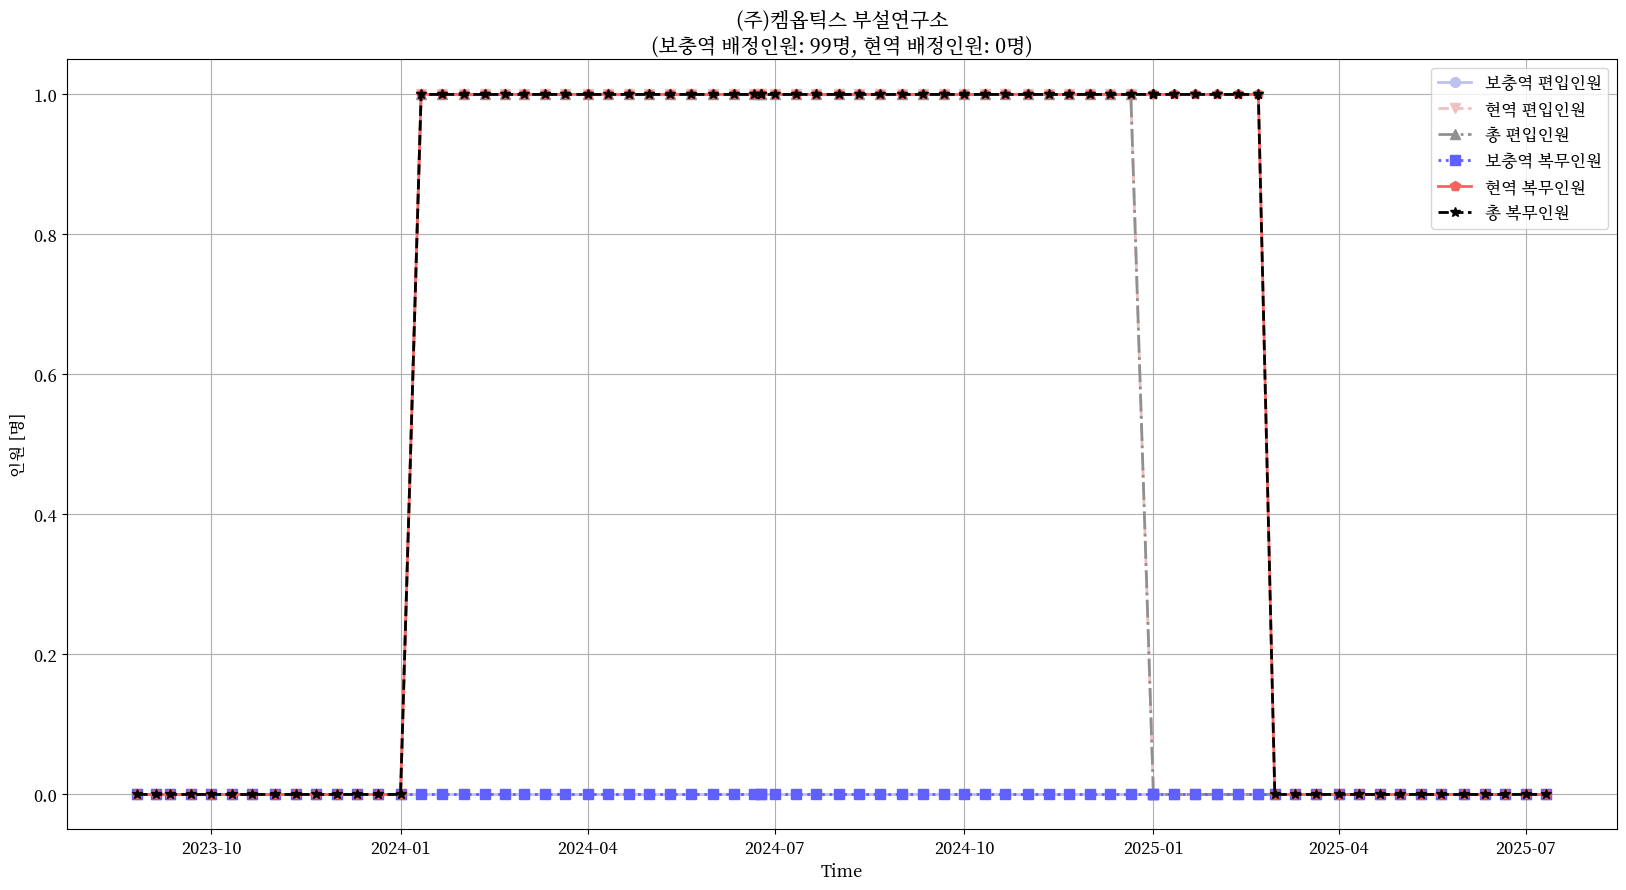 (주)켐옵틱스 부설연구소
(보충역 배정인원: 99명, 현역 배정인원: 0명)
보충역 편입인원
현역 편입인원
총 편입인원
보충역 복무인원
현역 복무인원
총 복무인원
인원 [명]
1.0
0.8
0.6
0.4
0.2
0.0
2023-10
2024-01
2024-04
2024-07
2024-10
2025-01
2025-04
2025-07
Time